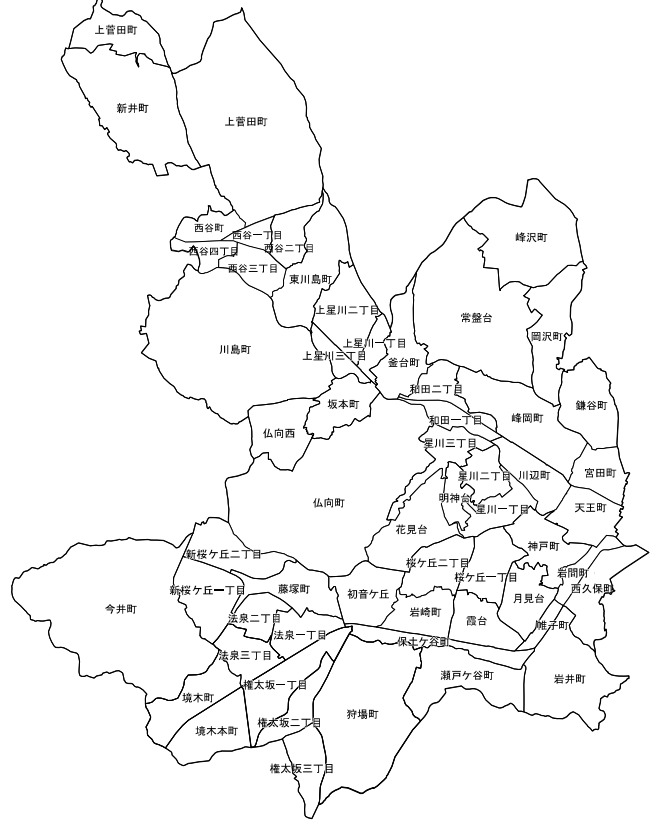 上菅田町
新井町
上菅田町
西谷町
西谷一丁目
西谷二丁目
西谷四丁目
西谷三丁目
東川島町
峰沢町
上星川二丁目
常盤台
岡沢町
上星川一丁目
川島町
上星川三丁目
釜台町
和田二丁目
坂本町
鎌谷町
和田一丁目
峰岡町
仏向西
星川三丁目
星川二丁目
川辺町
宮田町
明神台
仏向町
星川一丁目
天王町
花見台
神戸町
新桜ケ丘二丁目
桜ケ丘二丁目
岩間町
桜ケ丘一丁目
新桜ケ丘一丁目
藤塚町
初音ケ丘
西久保町
月見台
今井町
岩崎町
法泉二丁目
霞台
帷子町
法泉一丁目
保土ケ谷町
法泉三丁目
瀬戸ケ谷町
岩井町
権太坂一丁目
境木町
狩場町
権太坂二丁目
境木本町
権太坂三丁目